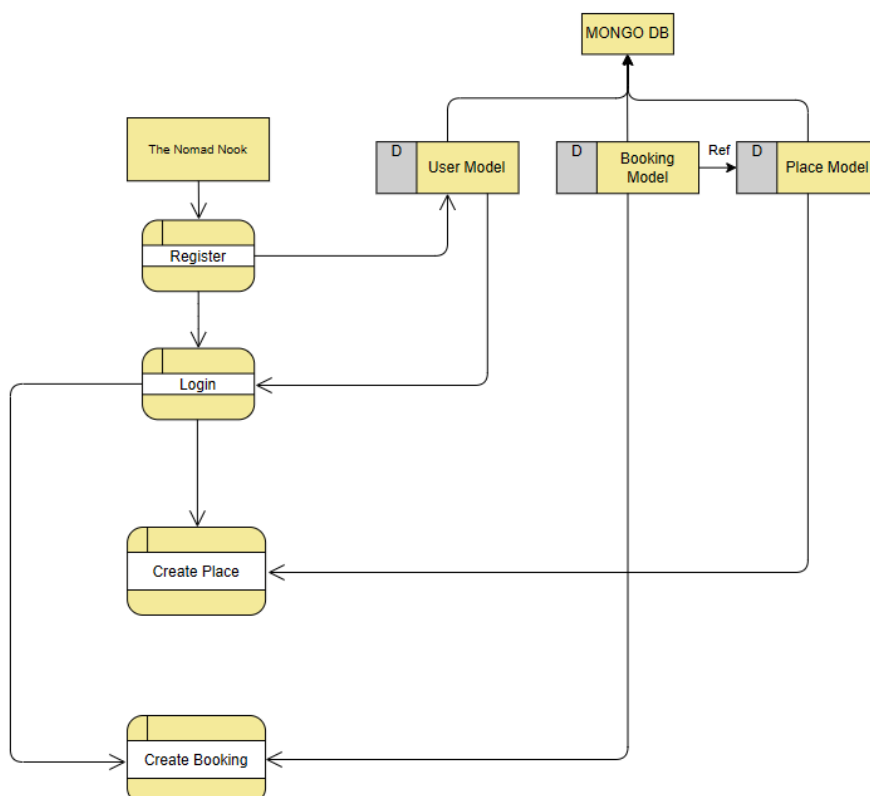 MONGO DB
The Nomad Nook
D
User Model
D
Booking
Model
Ref
D
Place Model
Register
Login
Create Place
Create Booking